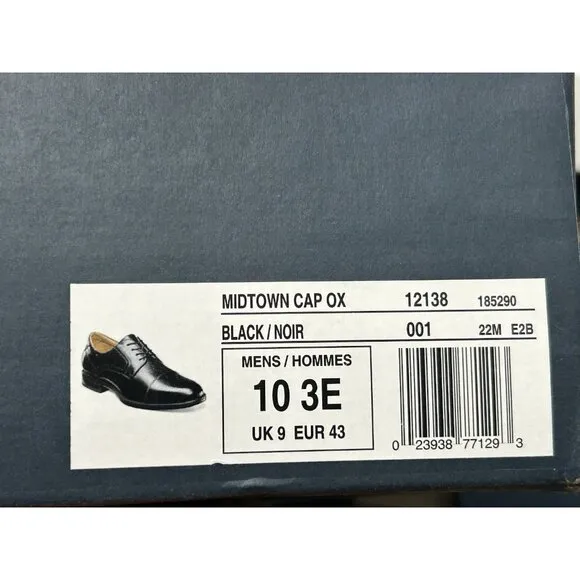 MIDTOWN CAP OX 12138 185290
BLACK / NOIR 001 22M E2B
MENS / HOMMES
10 3E
UK 9 EUR 43
0 23938 77129 3